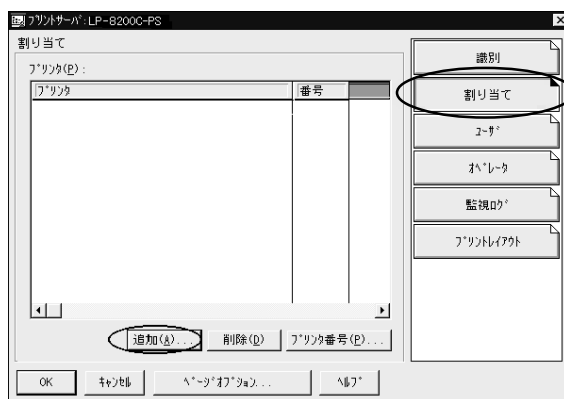 ﾌﾟﾘﾝﾄｻｰﾊﾞ:LP-8200C-PS
割り当て
ﾌﾟﾘﾝﾀ(P):
ﾌﾟﾘﾝﾀ 番号
追加(A)... 削除(D) ﾌﾟﾘﾝﾀ番号(P)...
識別
割り当て
ﾕｰｻﾞ
ｵﾍﾟﾚｰﾀ
監視ﾛｸﾞ
ﾌﾟﾘﾝﾄﾚｲｱｳﾄ
OK ｷｬﾝｾﾙ ﾍﾟｰｼﾞｵﾌﾟｼｮﾝ... ﾍﾙﾌﾟ